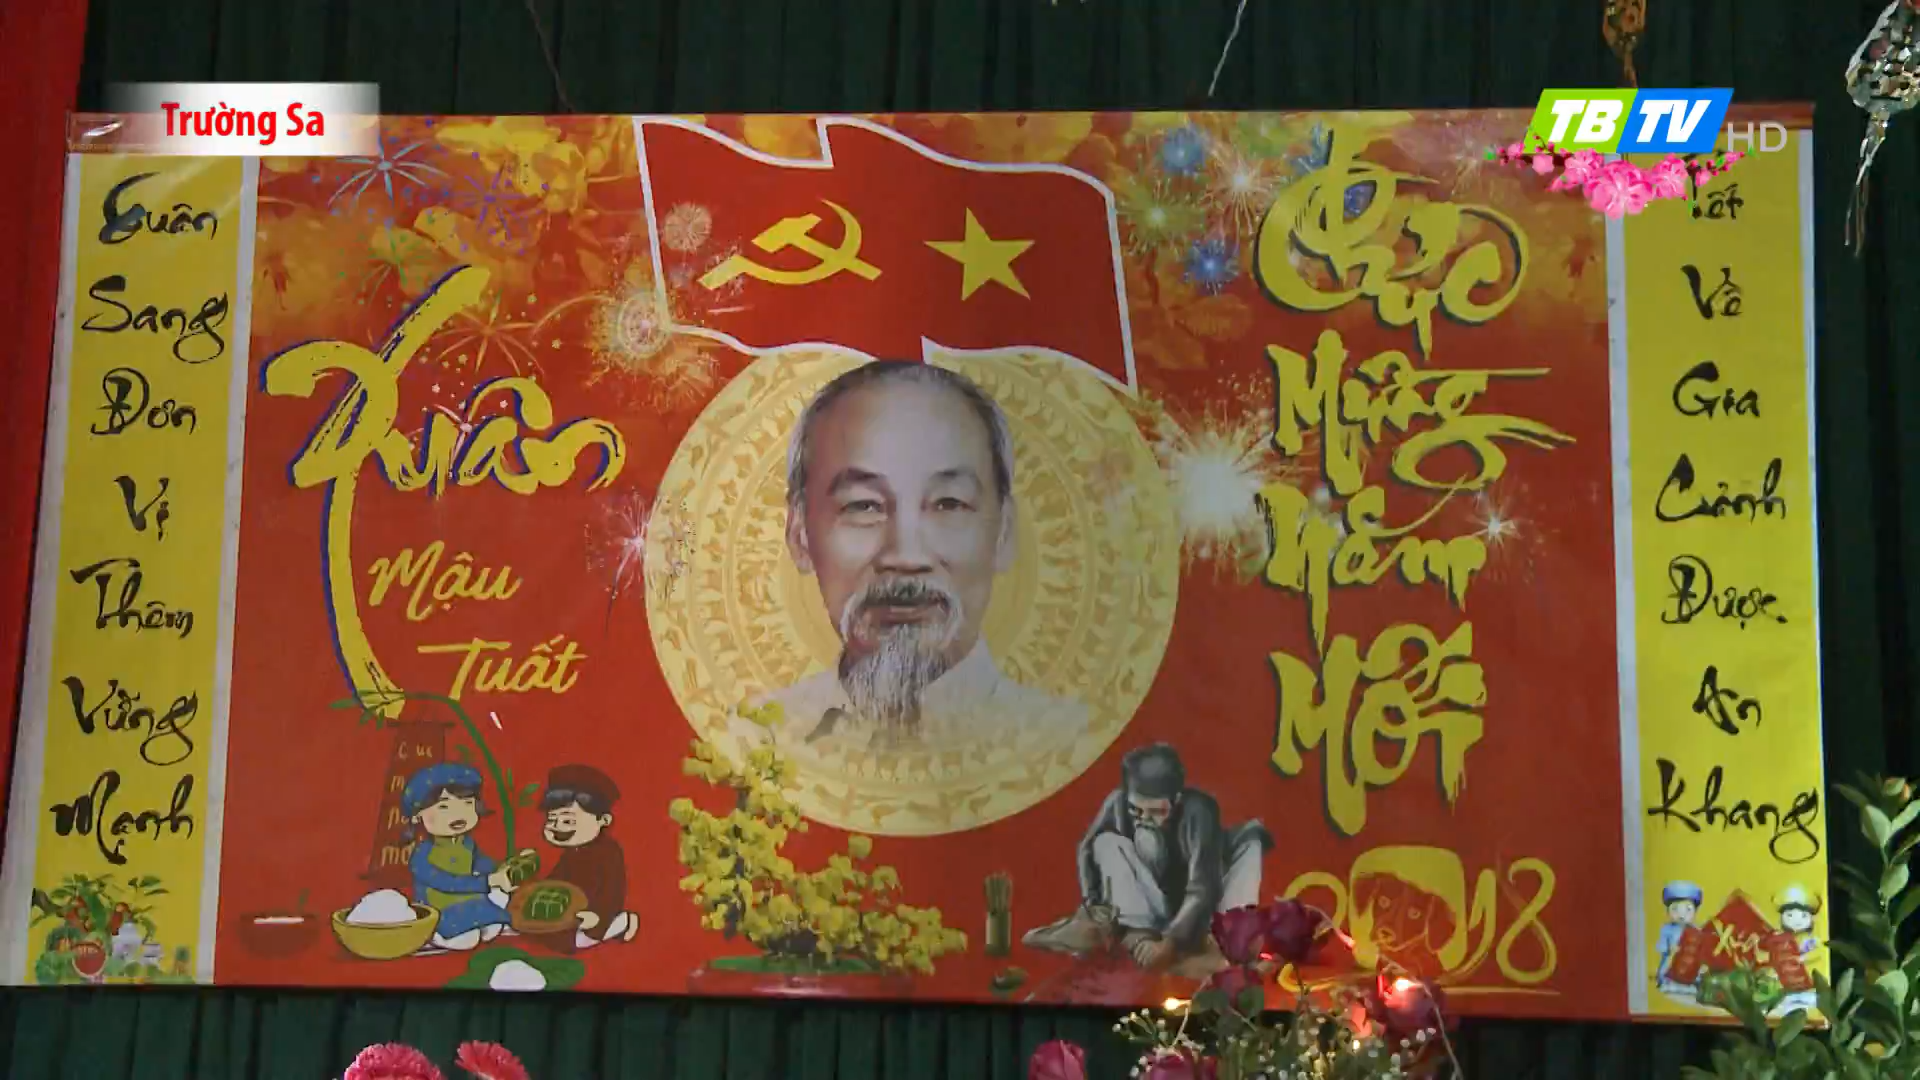 Trường Sa
TBTV HD
Xuân
Sang
Đơn
Vị
Thêm
Vững
Mạnh
Xuân
Mậu
Tuất
Chúc
Mừng
Năm
Mới
2018
Tết
Về
Gia
Cảnh
Được
An
Khang